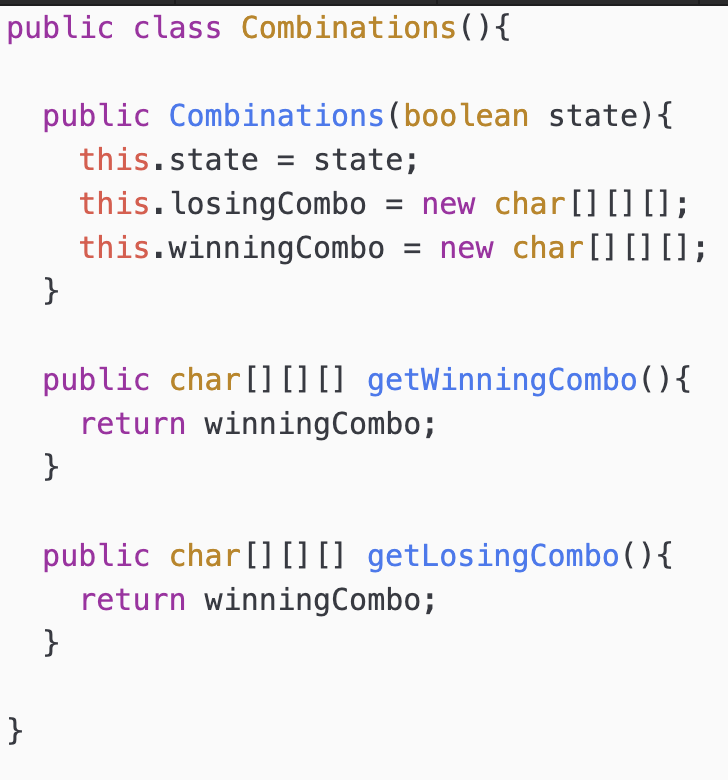 public class Combinations(){
public Combinations(boolean state){
this.state = state;
this.losingCombo = new char[][][];
this.winningCombo = new char[][][];
}
public char[][][] getWinningCombo(){
return winningCombo;
}
public char[][][] getLosingCombo(){
return winningCombo;
}
}